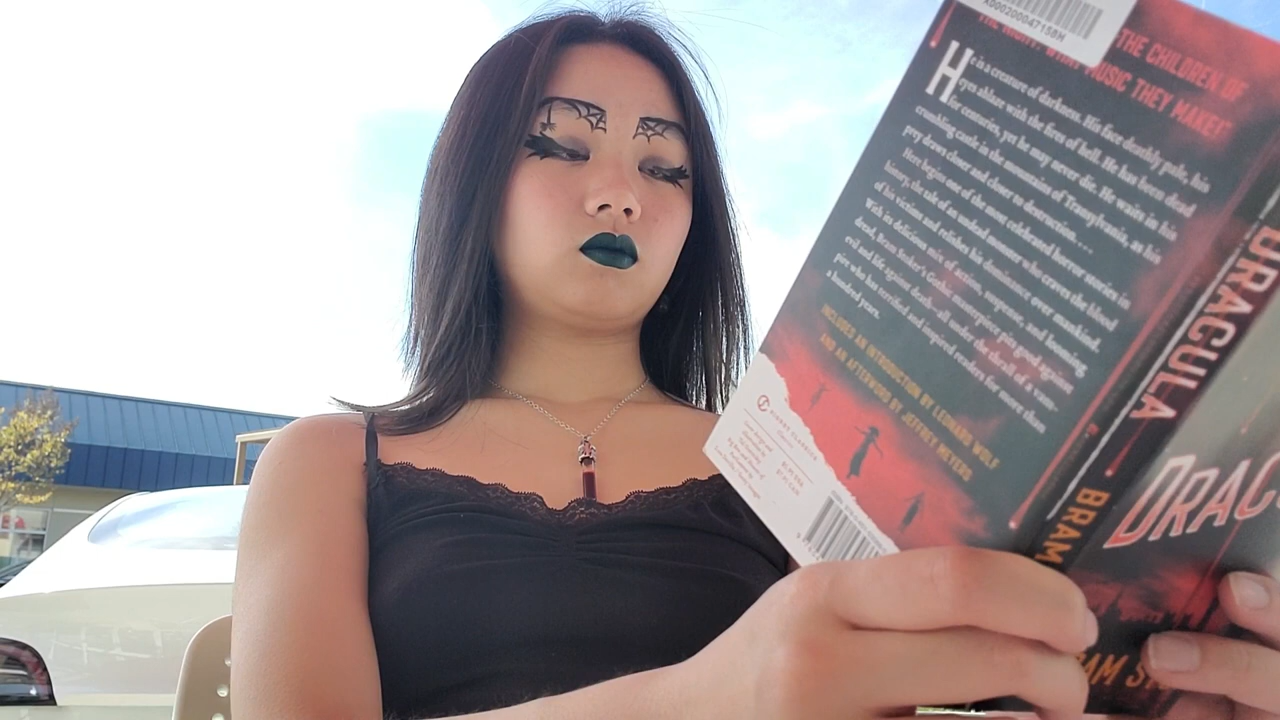 X000200047158H
THE CHILDREN OF
THE NIGHT. WHAT MUSIC THEY MAKE!"
He is a creature of darkness. His face deathly pale, his
eyes ablaze with the fires of hell. He has been dead
for centuries, yet he may never die. He waits in his
crumbling castle in the mountains of Transylvania, as his
prey draws closer and closer to destruction. . . .
Here begins one of the most celebrated horror stories in
history, the tale of an undead monster who craves the blood
of his victims and relishes his dominance over mankind.
With its delicious mix of action, suspense, and looming
dread, Bram Stoker's Gothic masterpiece pits good against
evil and life against death—all under the thrall of a vam-
pire who has terrified and inspired readers for more than
a hundred years.
INCLUDES AN INTRODUCTION BY LEONARD WOLF
AND AN AFTERWORD BY JEFFREY MEYERS
SIGNET CLASSICS
DRACULA
BRAM
DRAC